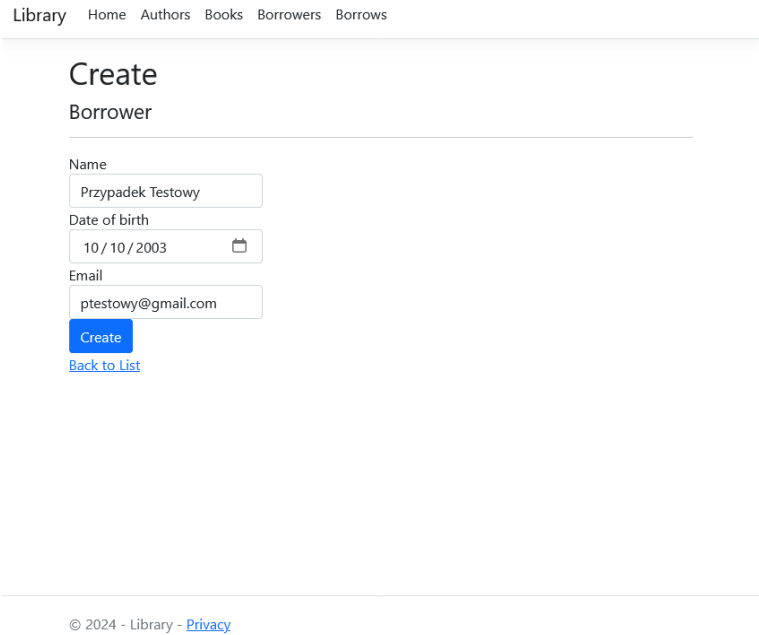 Library Home Authors Books Borrowers Borrows
Create
Borrower
Name
Przypadek Testowy
Date of birth
10 / 10 / 2003
Email
ptestowy@gmail.com
Create
Back to List
© 2024 - Library - Privacy